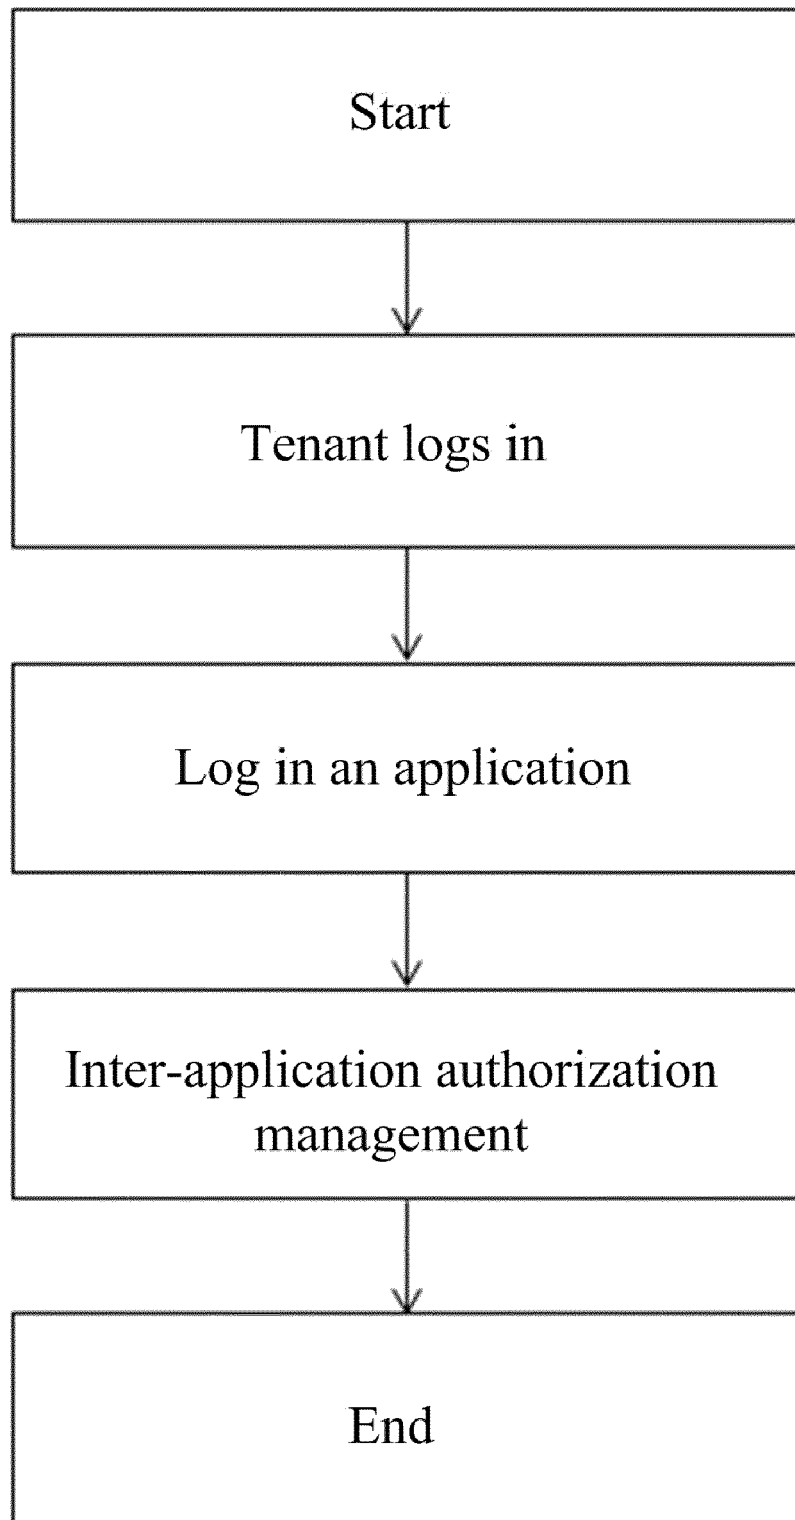 Start
Tenant logs in
Log in an application
Inter-application authorization
management
End